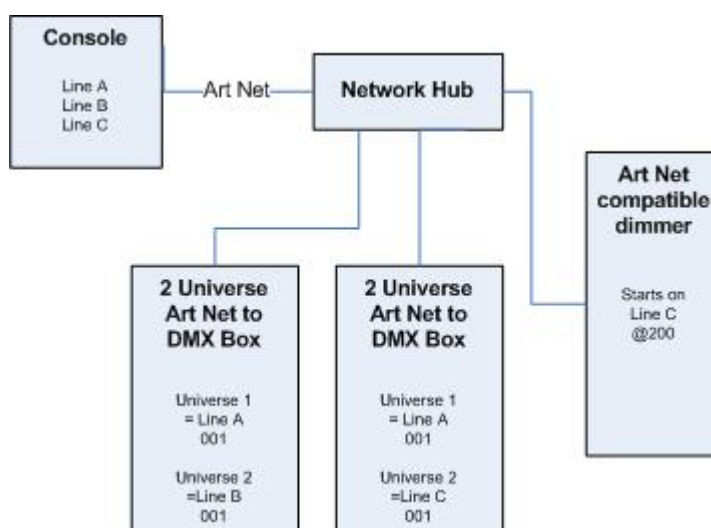 Console
Line A
Line B
Line C
Art Net
Network Hub
2 Universe
Art Net to
DMX Box
Universe 1
= Line A
001
Universe 2
=Line B
001
2 Universe
Art Net to
DMX Box
Universe 1
= Line A
001
Universe 2
=Line C
001
Art Net
compatible
dimmer
Starts on
Line C
@200